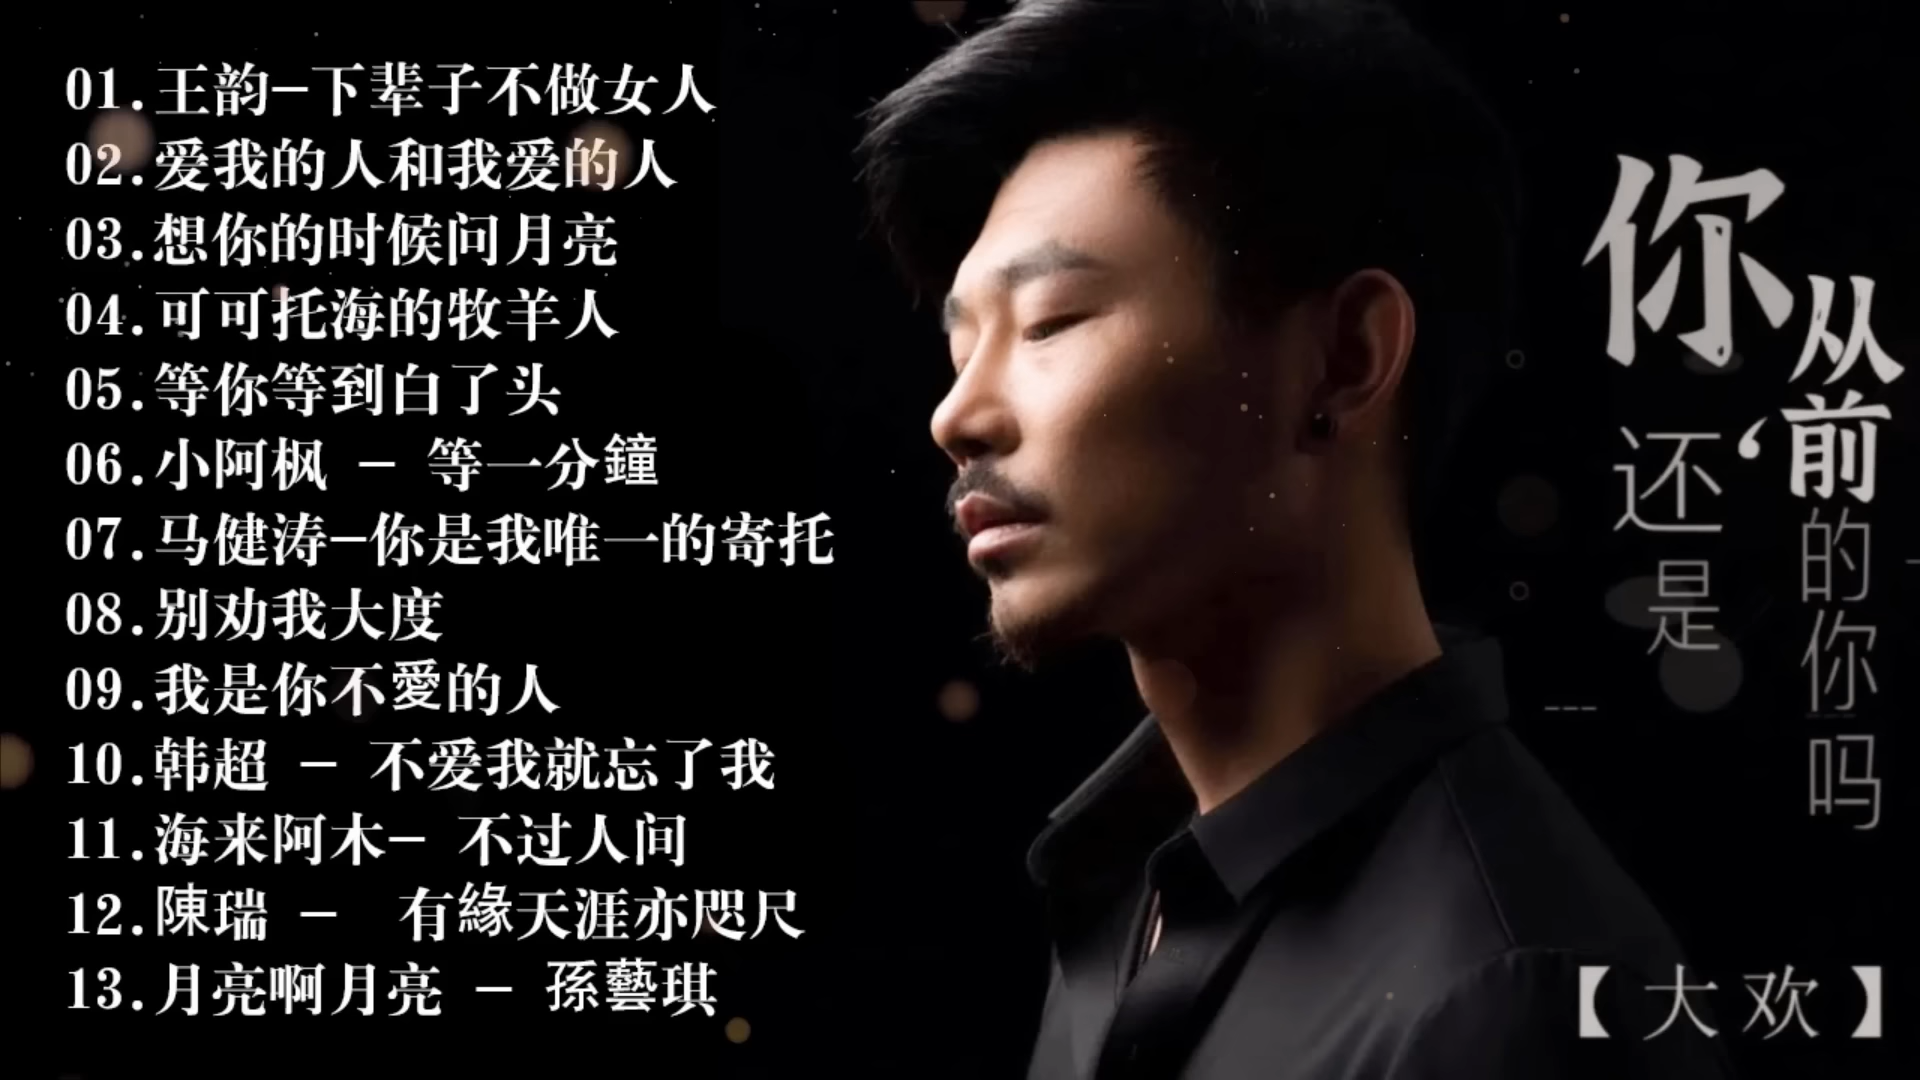 01.王韵-下辈子不做女人
02.爱我的人和我爱的人
03.想你的时候问月亮
04.可可托海的牧羊人
05.等你等到白了头
06.小阿枫 - 等一分鐘
07.马健涛-你是我唯一的寄托
08.别劝我大度
09.我是你不愛的人
10.韩超 - 不爱我就忘了我
11.海来阿木- 不过人间
12.陳瑞 - 有緣天涯亦咫尺
13.月亮啊月亮 - 孫藝琪
你
还是
从前的你吗
【大欢】